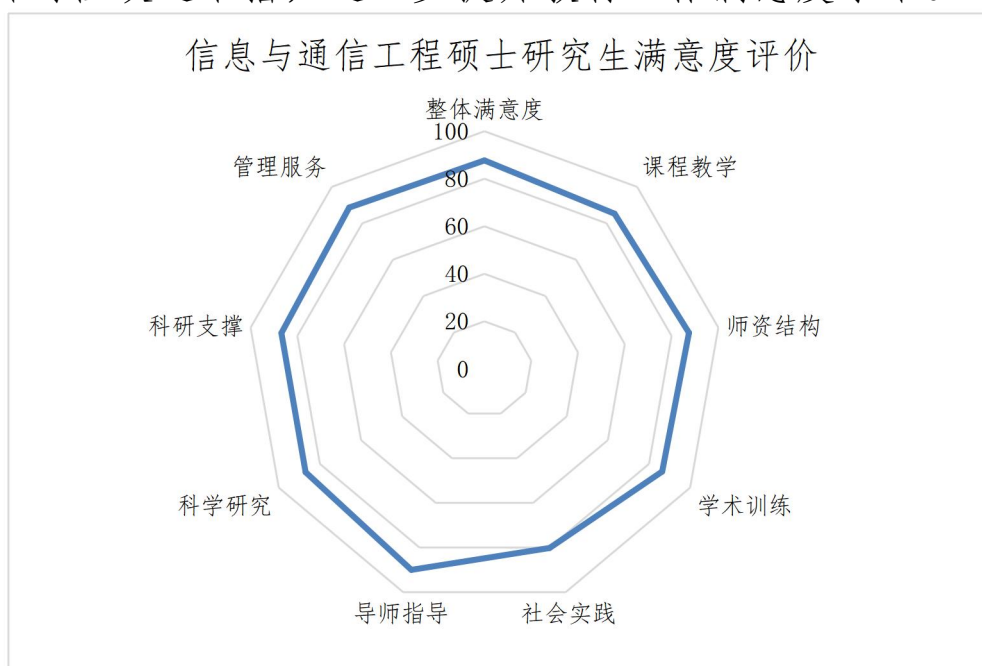 信息与通信工程硕士研究生满意度评价
整体满意度
100
管理服务
课程教学
80
60
40
科研支撑
师资结构
20
0
科学研究
学术训练
导师指导
社会实践